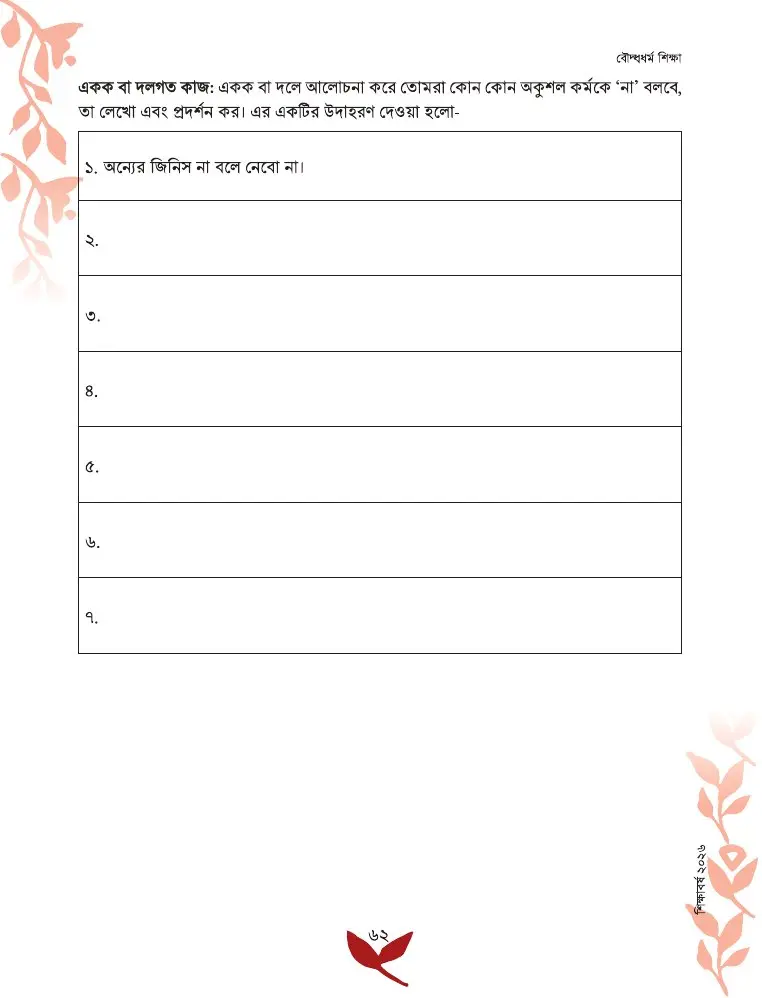 বৌদ্ধধর্ম শিক্ষা
একক বা দলগত কাজ: একক বা দলে আলোচনা করে তোমরা কোন কোন অকুশল কর্মকে ‘না’ বলবে,
তা লেখো এবং প্রদর্শন কর। এর একটির উদাহরণ দেওয়া হলো-
১. অন্যের জিনিস না বলে নেবো না।
২.
৩.
৪.
৫.
৬.
৭.
শিক্ষাবর্ষ ২০২৬
৬২